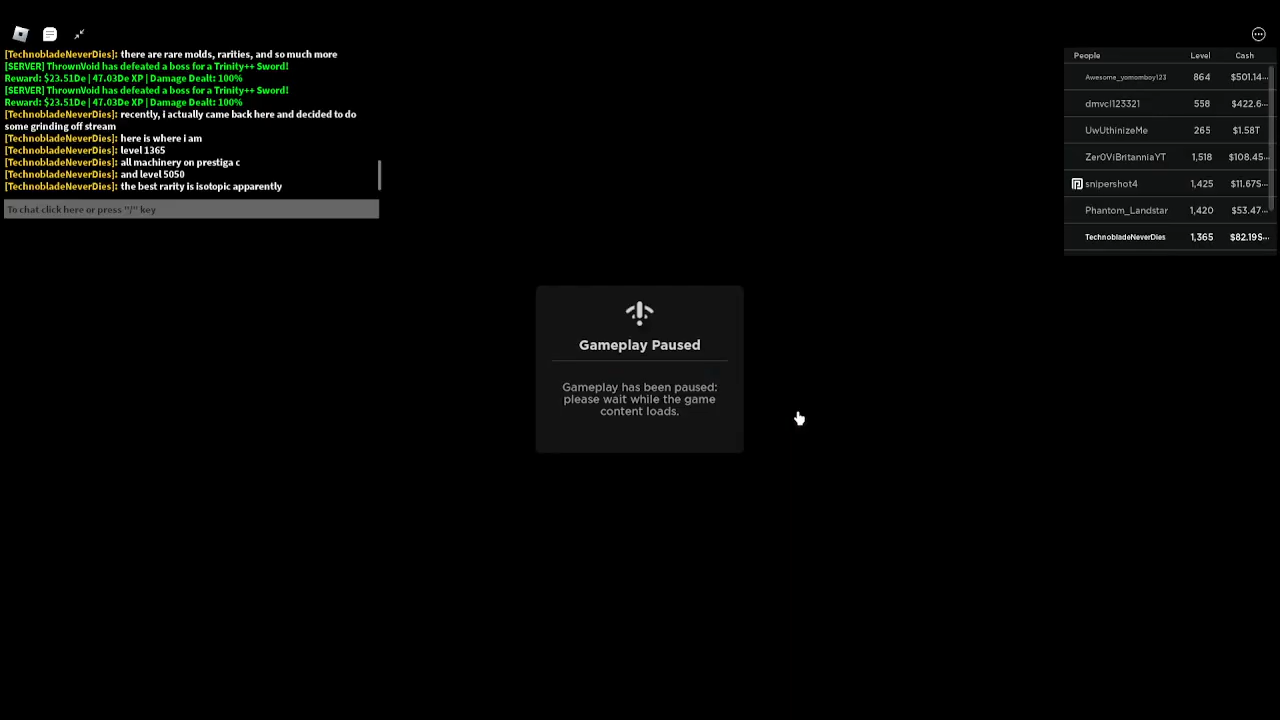 [TechnobladeNeverDies]: there are rare molds, rarities, and so much more
[SERVER] ThrownVoid has defeated a boss for a Trinity++ Sword!
Reward: $23.51De | 47.03De XP | Damage Dealt: 100%
[SERVER] ThrownVoid has defeated a boss for a Trinity++ Sword!
Reward: $23.51De | 47.03De XP | Damage Dealt: 100%
[TechnobladeNeverDies]: recently, i actually came back here and decided to do
some grinding off stream
[TechnobladeNeverDies]: here is where i am
[TechnobladeNeverDies]: level 1365
[TechnobladeNeverDies]: all machinery on prestiga c
[TechnobladeNeverDies]: and level 5050
[TechnobladeNeverDies]: the best rarity is isotopic apparently
To chat click here or press "/" key
People Level Cash
Awesome_yomomboy123 864 $501.14...
dmvcl123321 558 $422.6...
UwUthinizeMe 265 $1.58T
Zer0ViBritanniaYT 1,518 $108.45...
snipershot4 1,425 $11.67S...
Phantom_Landstar 1,420 $53.47...
TechnobladeNeverDies 1,365 $82.19S...
Gameplay Paused
Gameplay has been paused:
please wait while the game
content loads.